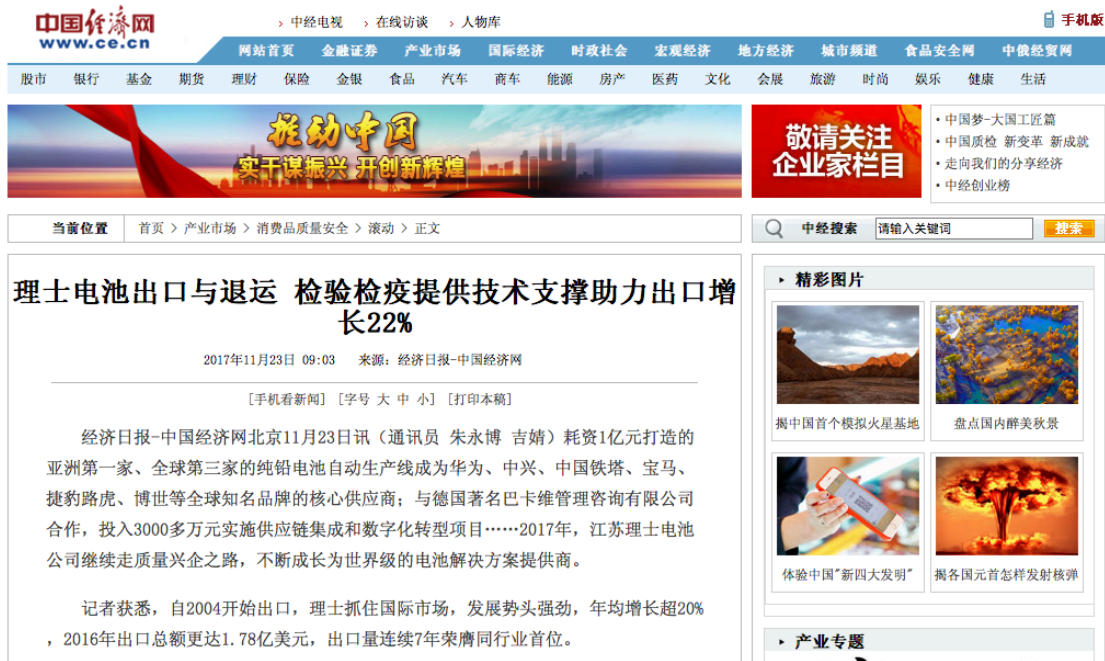 中国经济网
www.ce.cn
› 中经电视 › 在线访谈 › 人物库
手机版
网站首页 金融证券 产业市场 国际经济 时政社会 宏观经济 地方经济 城市频道 食品安全网 中俄经贸网
股市 银行 基金 期货 理财 保险 金银 食品 汽车 商车 能源 房产 医药 文化 会展 旅游 时尚 娱乐 健康 生活
推动中国
实干谋振兴 开创新辉煌
敬请关注
企业家栏目
• 中国梦-大国工匠篇
• 中国质检 新变革 新成就
• 走向我们的分享经济
• 中经创业榜
当前位置 首页 > 产业市场 > 消费品质量安全 > 滚动 > 正文
中经搜索 请输入关键词 搜索
理士电池出口与退运 检验检疫提供技术支撑助力出口增
长22%
2017年11月23日 09:03 来源：经济日报-中国经济网
[手机看新闻] [字号 大 中 小] [打印本稿]
经济日报-中国经济网北京11月23日讯（通讯员 朱永博 吉婧）耗资1亿元打造的
亚洲第一家、全球第三家的纯铅电池自动生产线成为华为、中兴、中国铁塔、宝马、
捷豹路虎、博世等全球知名品牌的核心供应商；与德国著名巴卡维管理咨询有限公司
合作，投入3000多万元实施供应链集成和数字化转型项目……2017年，江苏理士电池
公司继续走质量兴企之路，不断成长为世界级的电池解决方案提供商。
记者获悉，自2004开始出口，理士抓住国际市场，发展势头强劲，年均增长超20%
，2016年出口总额更达1.78亿美元，出口量连续7年荣膺同行业首位。
精彩图片
揭中国首个模拟火星基地
盘点国内醉美秋景
体验中国"新四大发明"
揭各国元首怎样发射核弹
产业专题